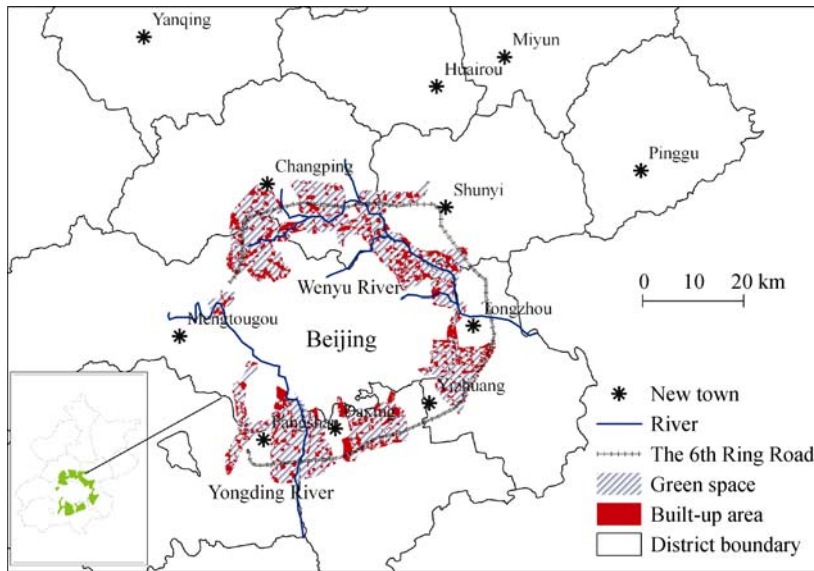 Yanqing
Miyun
Huairou
Pinggu
Changping
Shunyi
Wenyu River
0 10 20 km
Mengtougou
Tongzhou
Beijing
Yizhuang
Daxing
Fangshan
Yongding River
New town
River
The 6th Ring Road
Green space
Built-up area
District boundary